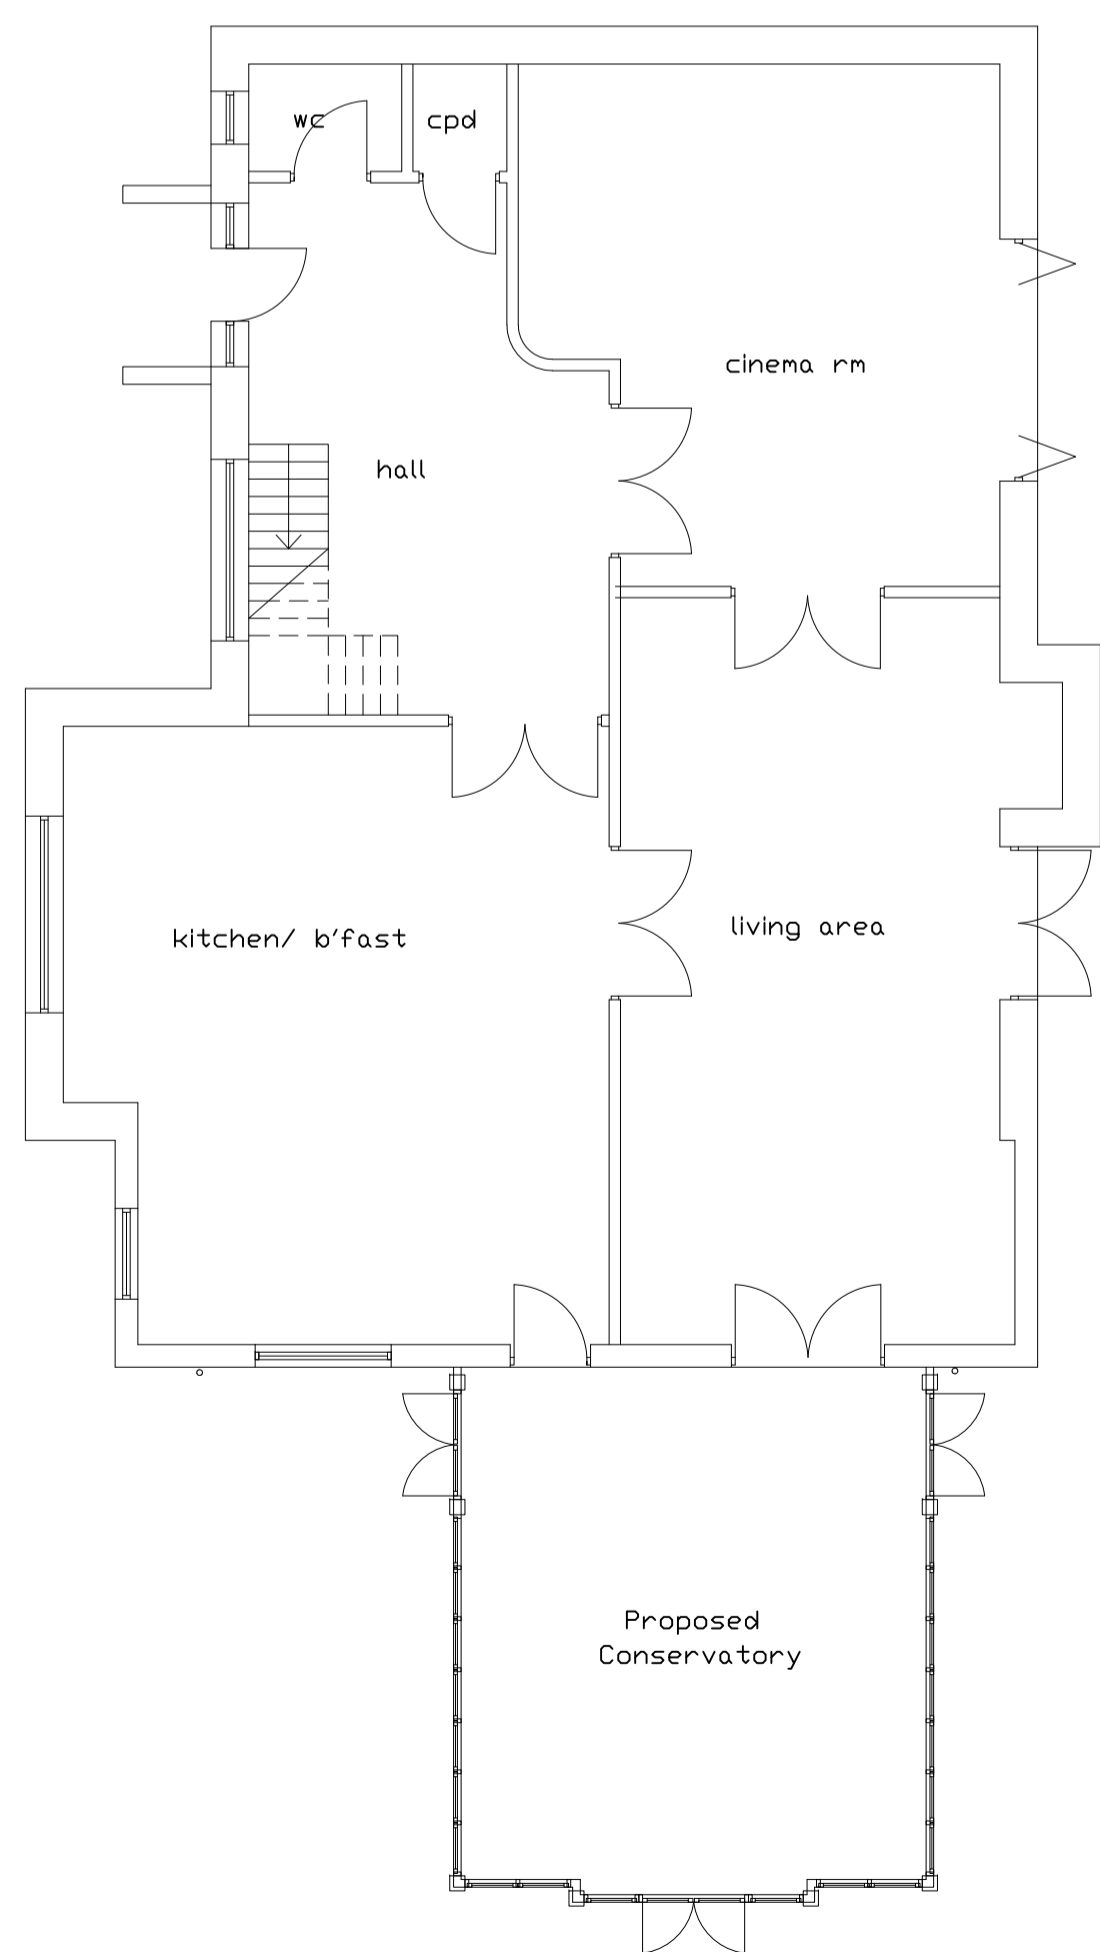 wc
cpd
cinema rm
hall
kitchen/ b'fast
living area
Proposed
Conservatory